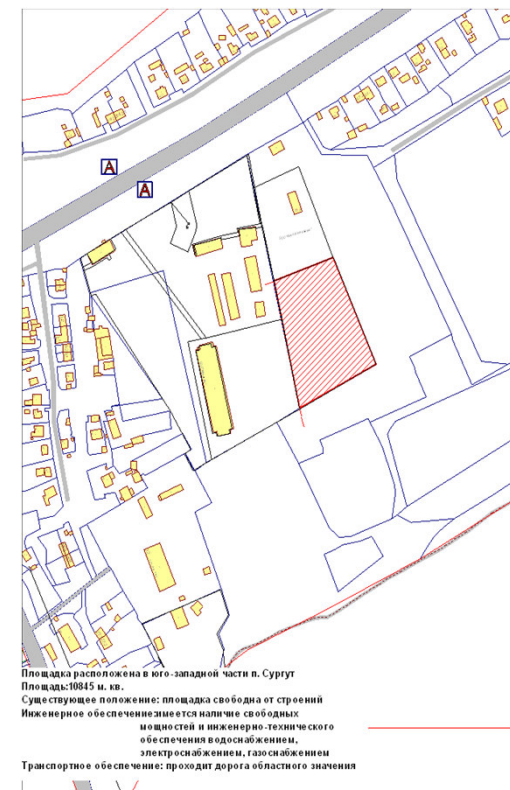 A
A
Площадка расположена в юго-западной части п. Сургут
Площадь:10845 м. кв.
Существующее положение: площадка свободна от строений
Инженерное обеспечение:имеется наличие свободных
мощностей и инженерно-технического
обеспечения водоснабжением,
электроснабжением, газоснабжением
Транспортное обеспечение: проходит дорога областного значения